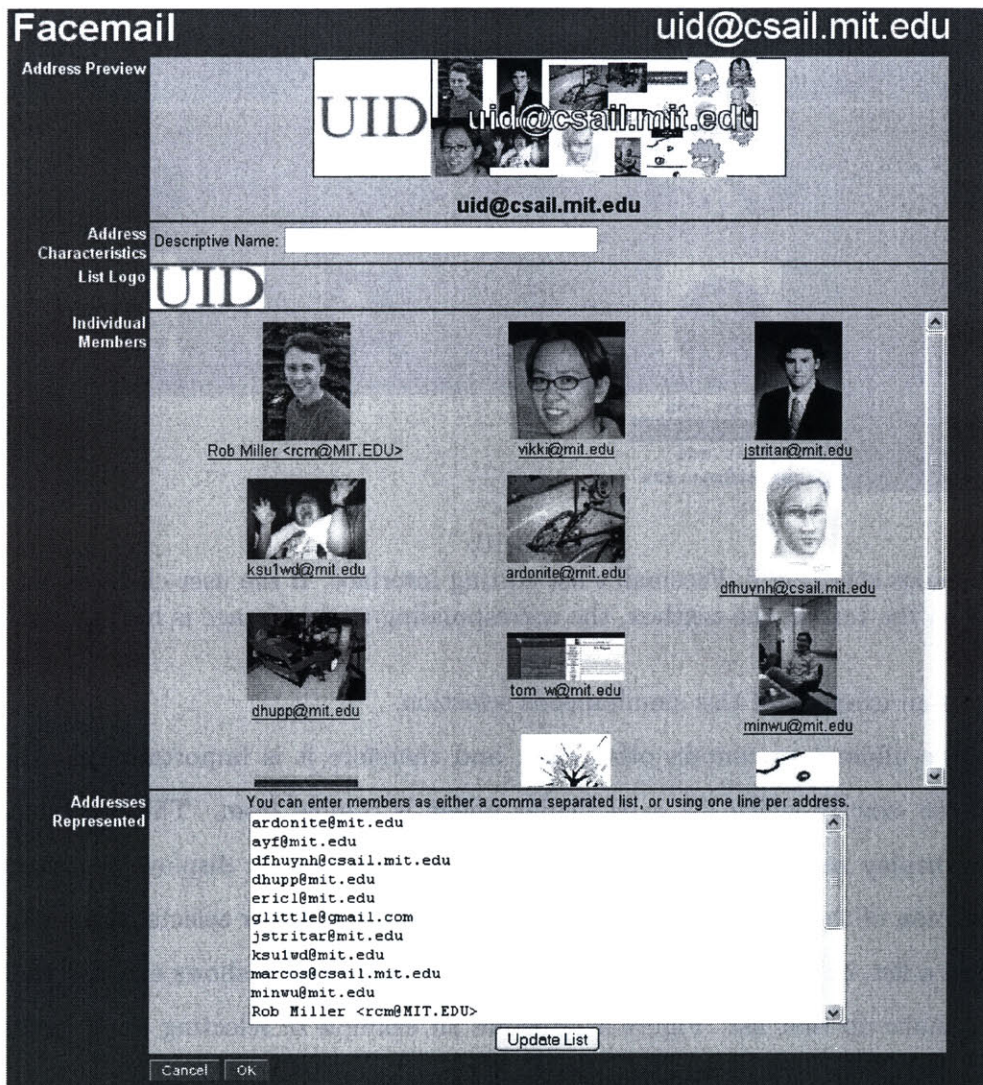 Facemail
uid@csail.mit.edu
Address Preview
UID
uid@csail.mit.edu
uid@csail.mit.edu
Address
Characteristics
Descriptive Name:
List Logo
UID
Individual
Members
Rob Miller <rcm@MIT.EDU>
vikki@mit.edu
jstritar@mit.edu
ksu1wd@mit.edu
ardonite@mit.edu
dfhuynh@csail.mit.edu
dhupp@mit.edu
tom_w@mit.edu
minwu@mit.edu
Addresses
Represented
You can enter members as either a comma separated list, or using one line per address.
ardonite@mit.edu
ayf@mit.edu
dfhuynh@csail.mit.edu
dhupp@mit.edu
ericl@mit.edu
glittle@gmail.com
jstritar@mit.edu
ksu1wd@mit.edu
marcos@csail.mit.edu
minwu@mit.edu
Rob Miller <rcm@MIT.EDU>
Update List
Cancel
OK